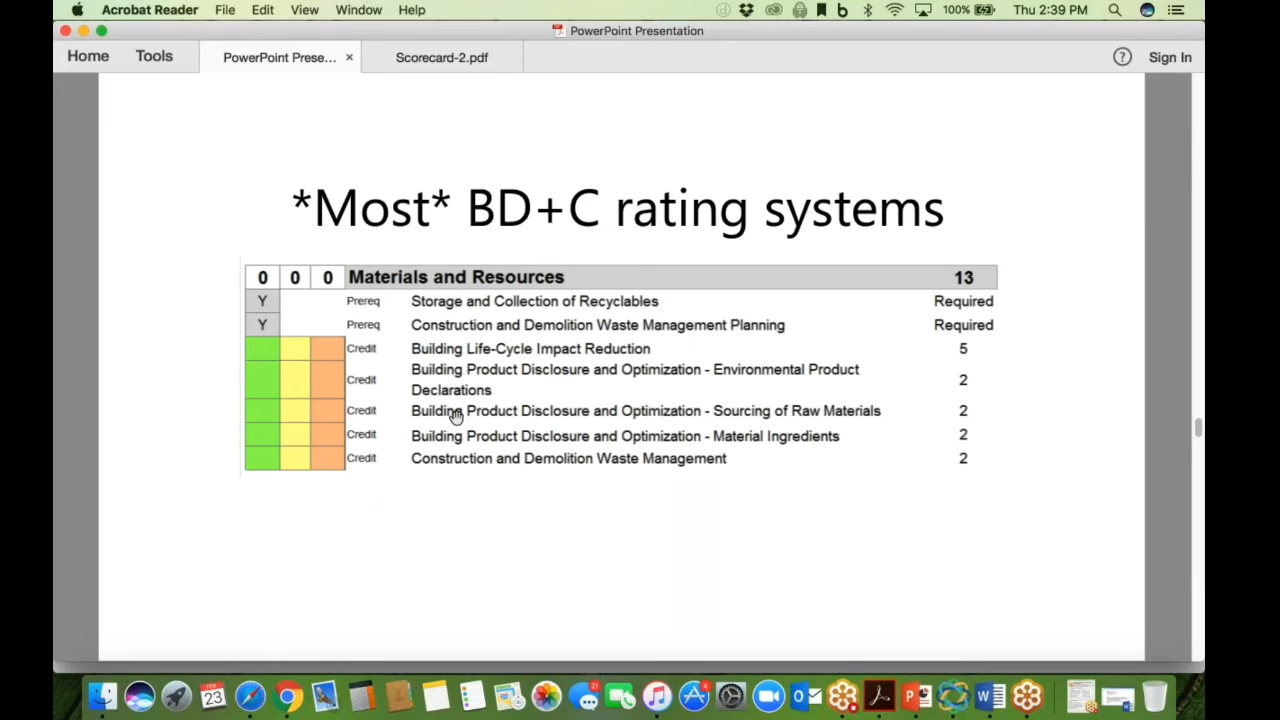 Acrobat Reader File Edit View Window Help 100% Thu 2:39 PM
PowerPoint Presentation
Home Tools PowerPoint Prese... × Scorecard-2.pdf ? Sign In
*Most* BD+C rating systems
0 0 0 Materials and Resources 13
Y Prereq Storage and Collection of Recyclables Required
Y Prereq Construction and Demolition Waste Management Planning Required
Credit Building Life-Cycle Impact Reduction 5
Credit Building Product Disclosure and Optimization - Environmental Product
Declarations 2
Credit Building Product Disclosure and Optimization - Sourcing of Raw Materials 2
Credit Building Product Disclosure and Optimization - Material Ingredients 2
Credit Construction and Demolition Waste Management 2
23
21